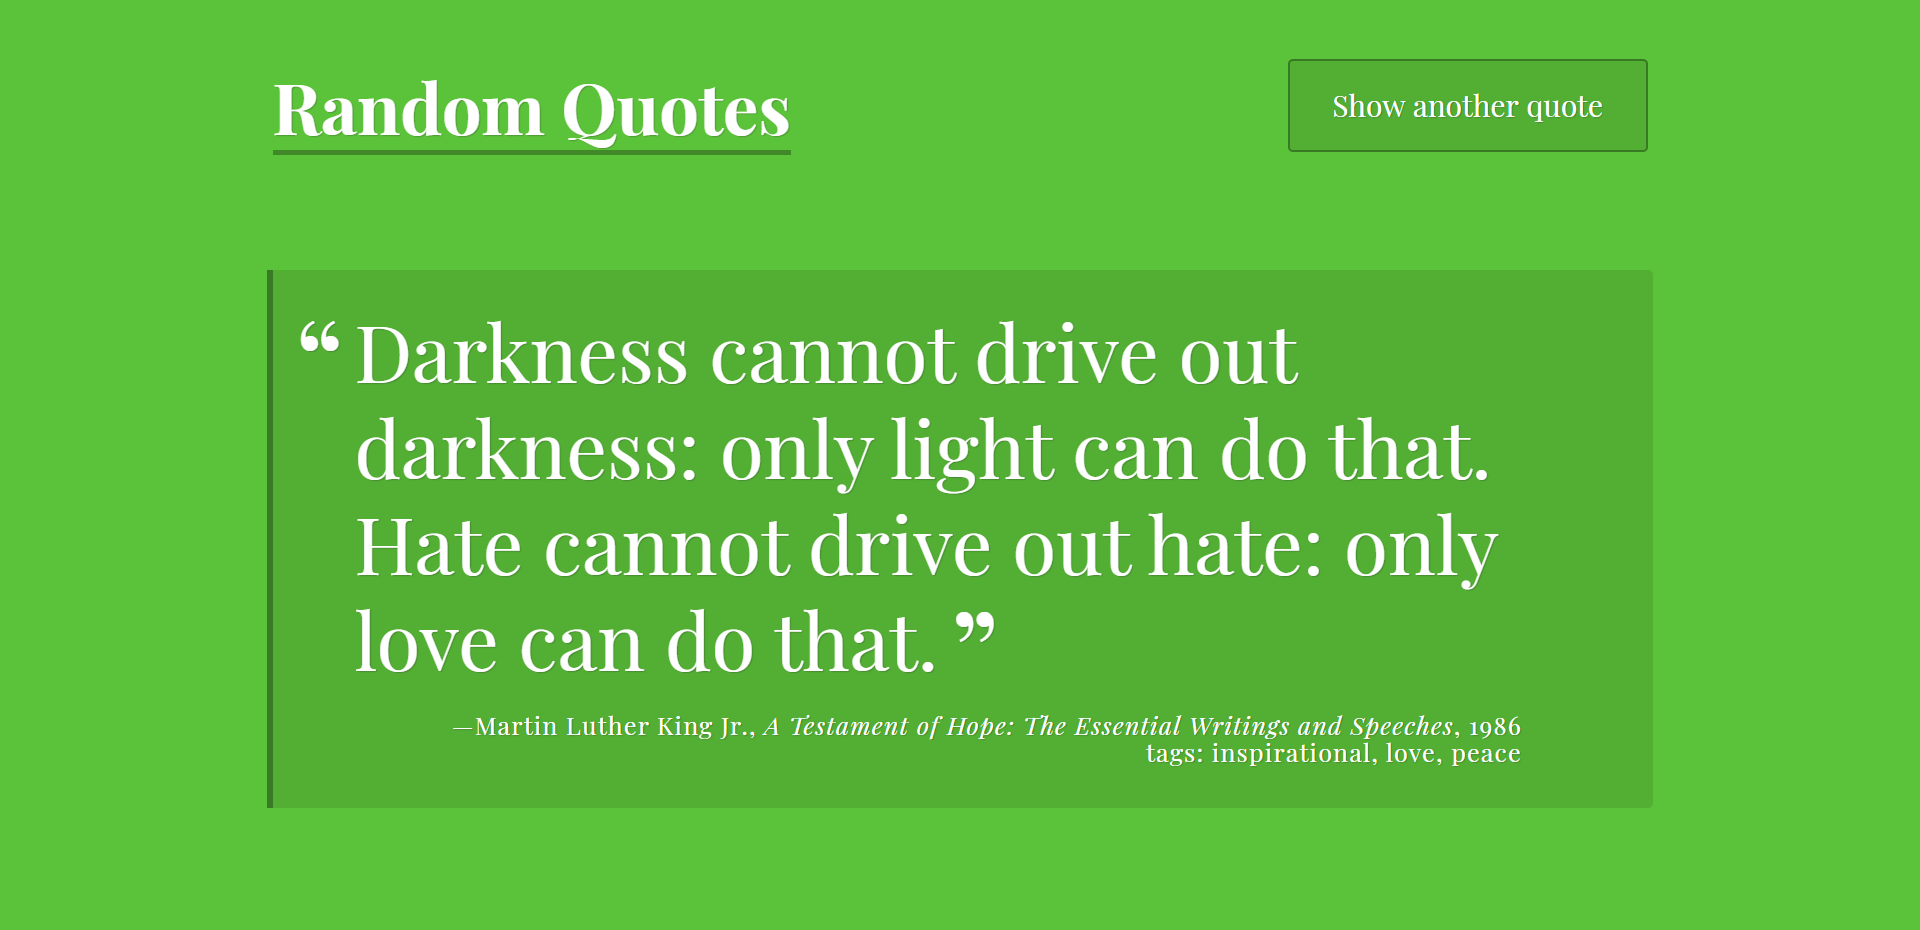 Random Quotes
Show another quote
“Darkness cannot drive out
darkness: only light can do that.
Hate cannot drive out hate: only
love can do that.”
—Martin Luther King Jr., A Testament of Hope: The Essential Writings and Speeches, 1986
tags: inspirational, love, peace